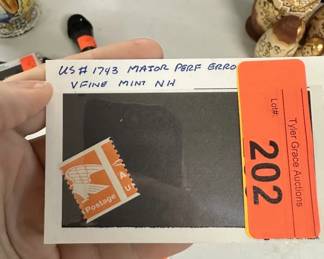 US# 1743 MAJOR PERF ERRO
VFINE MINT NH
Lot#:
202
Tyler Grace Auctions
A
U
Postage